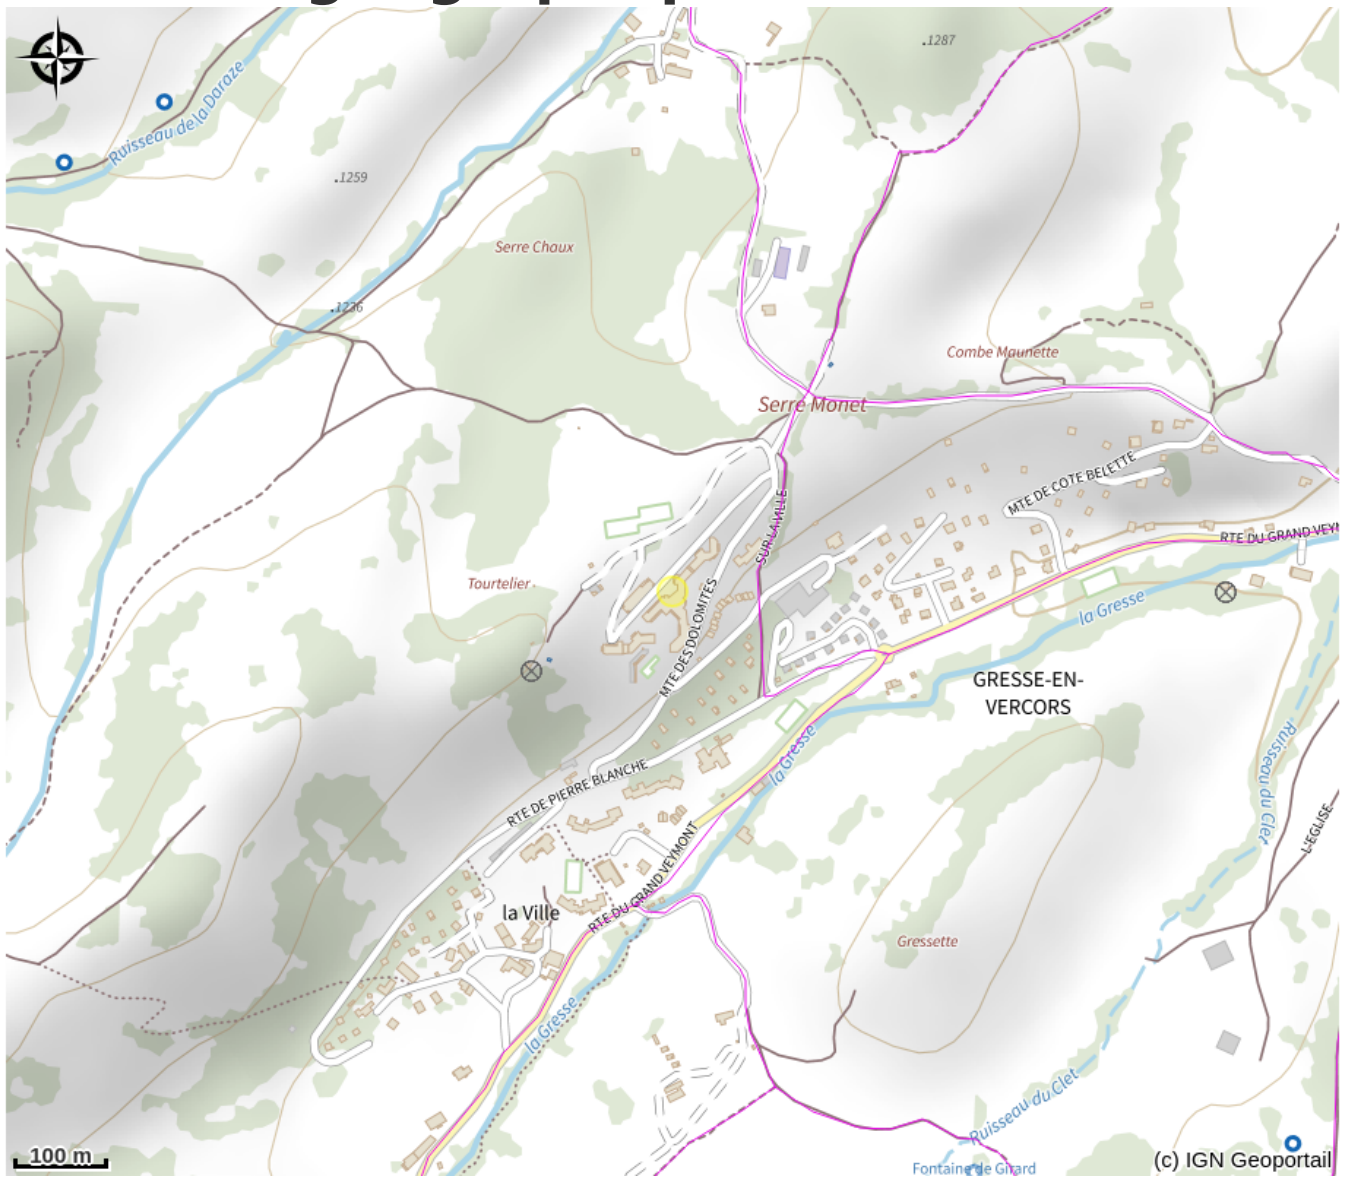 .1287
Ruisseau de la Daraze
.1259
Serre Chaux
.1236
Combe Maunette
Serre Monet
MTE DE COTE BELETTE
SUR LA VILLE
RTE DU GRAND VEYM
Tourtelier
MTE DES DOLOMITES
la Gresse
GRESSE-EN-
VERCORS
la Gresse
Ruisseau du Clet
RTE DE PIERRE BLANCHE
L'EGLISE
RTE DU GRAND VEYMONT
la Ville
Gressette
la Gresse
Ruisseau du Clet
100 m
(c) IGN Geoportail
Fontaine de Girard